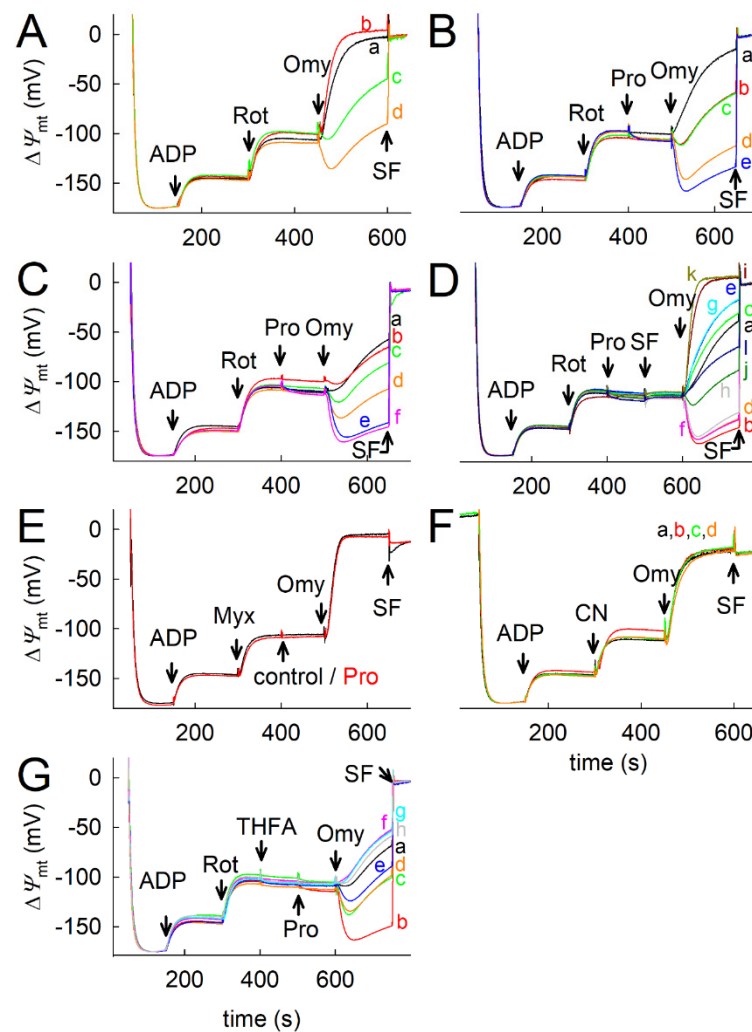 A
ΔΨmt (mV)
0
-50
-100
-150
200 400 600
ADP
Rot
Omy
SF
b
a
c
d
B
ADP
Rot
Pro
Omy
SF
a
b
c
d
e
200 400 600
C
ΔΨmt (mV)
0
-50
-100
-150
200 400 600
ADP
Rot
Pro Omy
SF
a
b
c
d
e
f
D
ADP
Rot
Pro SF
Omy
SF
k
i
e
g
c
a
l
j
h
d
f
b
200 400 600
E
ΔΨmt (mV)
0
-50
-100
-150
200 400 600
ADP
Myx
control / Pro
Omy
SF
F
a,b,c,d
ADP
CN
Omy
SF
200 400 600
time (s)
G
ΔΨmt (mV)
0
-50
-100
-150
200 400 600
time (s)
ADP
Rot
THFA
Pro
Omy
SF
g
f
h
a
d
e
c
b